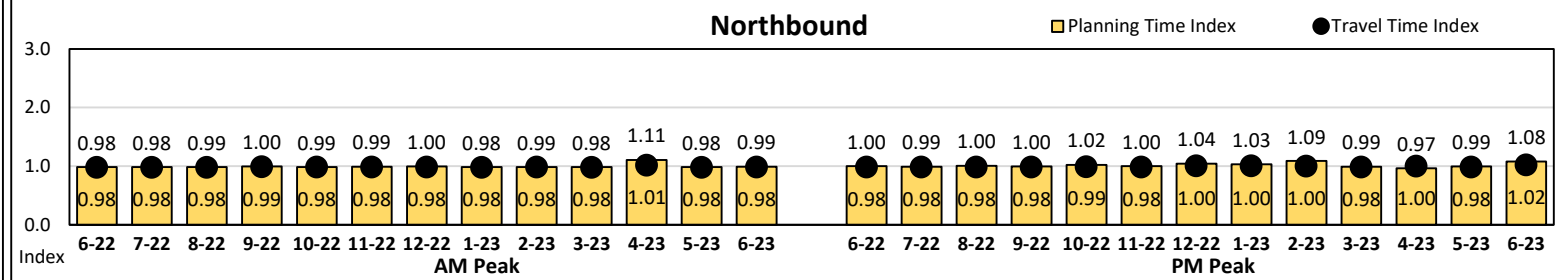 Northbound
Planning Time Index
Travel Time Index
3.0
2.0
1.0
0.0
Index
0.98 0.98 0.99 1.00 0.99 0.99 1.00 0.98 0.99 0.98 1.11 0.98 0.99
0.98 0.98 0.98 0.99 0.98 0.98 0.98 0.98 0.98 0.98 1.01 0.98 0.98
6-22 7-22 8-22 9-22 10-22 11-22 12-22 1-23 2-23 3-23 4-23 5-23 6-23
AM Peak
1.00 0.99 1.00 1.00 1.02 1.00 1.04 1.03 1.09 0.99 0.97 0.99 1.08
0.98 0.98 0.98 0.98 0.99 0.98 1.00 1.00 1.00 0.98 1.00 0.98 1.02
6-22 7-22 8-22 9-22 10-22 11-22 12-22 1-23 2-23 3-23 4-23 5-23 6-23
PM Peak